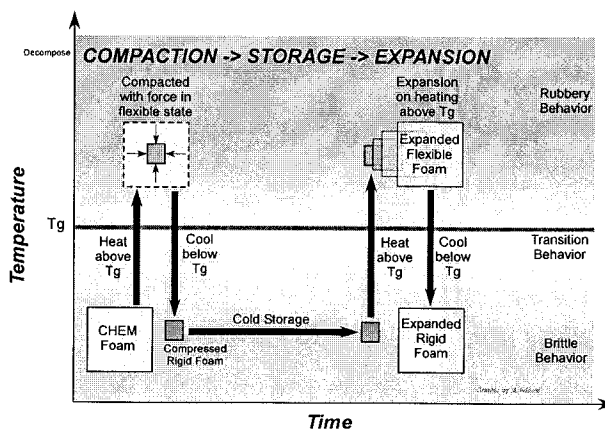 Decompose
COMPACTION -> STORAGE -> EXPANSION
Compacted
with force in
flexible state
Expansion
on heating
above Tg
Rubbery
Behavior
Expanded
Flexible
Foam
Temperature
Tg
Heat
above
Tg
Cool
below
Tg
Heat
above
Tg
Cool
below
Tg
Transition
Behavior
CHEM
Foam
Compressed
Rigid Foam
Cold Storage
Expanded
Rigid
Foam
Brittle
Behavior
Time